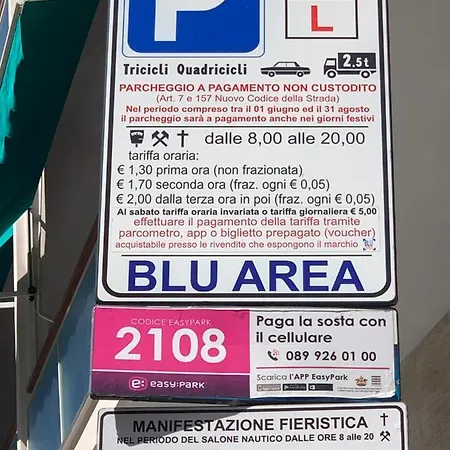 P
L
Tricicli Quadricicli 2,5t
PARCHEGGIO A PAGAMENTO NON CUSTODITO
(Art. 7 e 157 Nuovo Codice della Strada)
Nel periodo compreso tra il 01 giugno ed il 31 agosto
il parcheggio sarà a pagamento anche nei giorni festivi
dalle 8,00 alle 20,00
tariffa oraria:
€ 1,30 prima ora (non frazionata)
€ 1,70 seconda ora (fraz. ogni € 0,05)
€ 2,00 dalla terza ora in poi (fraz. ogni € 0,05)
Al sabato tariffa oraria invariata o tariffa giornaliera € 5,00
effettuare il pagamento della tariffa tramite
parcometro, app o biglietto prepagato (voucher)
acquistabile presso le rivendite che espongono il marchio
BLU AREA
CODICE EASYPARK
2108
e: easy:park
Paga la sosta con
il cellulare
089 926 01 00
Scarica l'APP EasyPark
MANIFESTAZIONE FIERISTICA
NEL PERIODO DEL SALONE NAUTICO DALLE ORE 8 alle 20